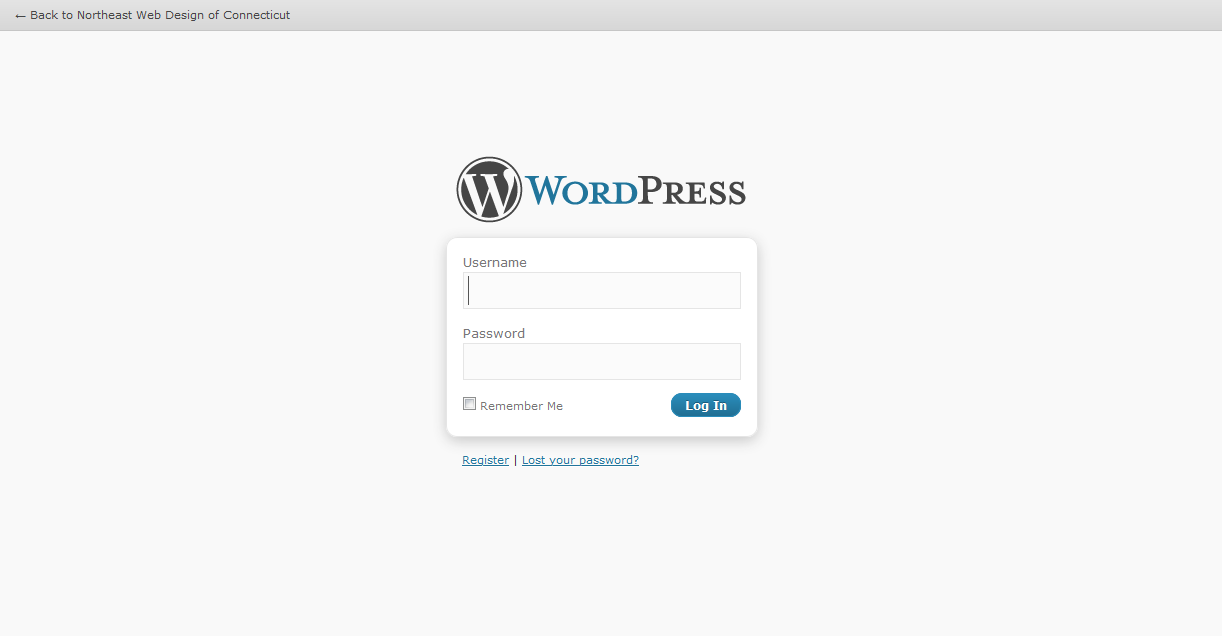 ← Back to Northeast Web Design of Connecticut
WORDPRESS
Username
Password
Remember Me
Log In
Register | Lost your password?